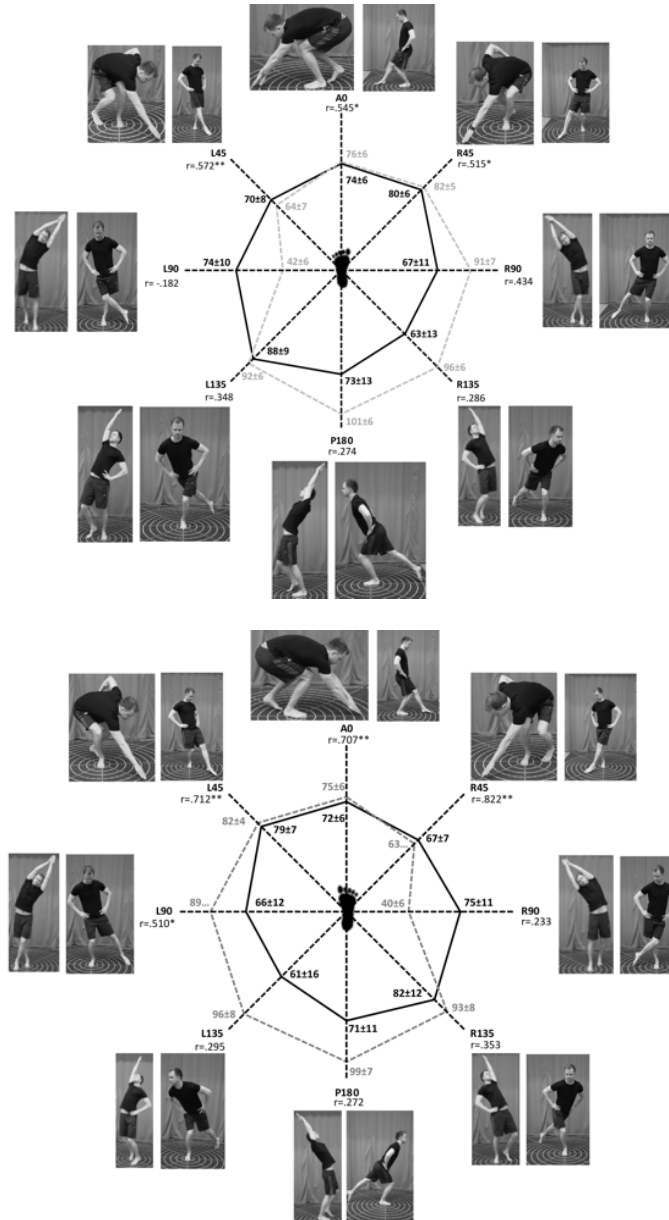 A0
r=.545*
L45
r=.572**
R45
r=.515*
76±6
74±6
82±5
80±6
70±8
64±7
L90
r= -.182
74±10
42±6
67±11
91±7
R90
r=.434
63±13
88±9
92±6
L135
r=.348
73±13
96±6
R135
r=.286
101±6
P180
r=.274
A0
r=.707**
L45
r=.712**
R45
r=.822**
75±6
72±6
82±4
79±7
63...
67±7
L90
r=.510*
89...
66±12
40±6
75±11
R90
r=.233
61±16
82±12
96±8
L135
r=.295
71±11
93±8
R135
r=.353
99±7
P180
r=.272